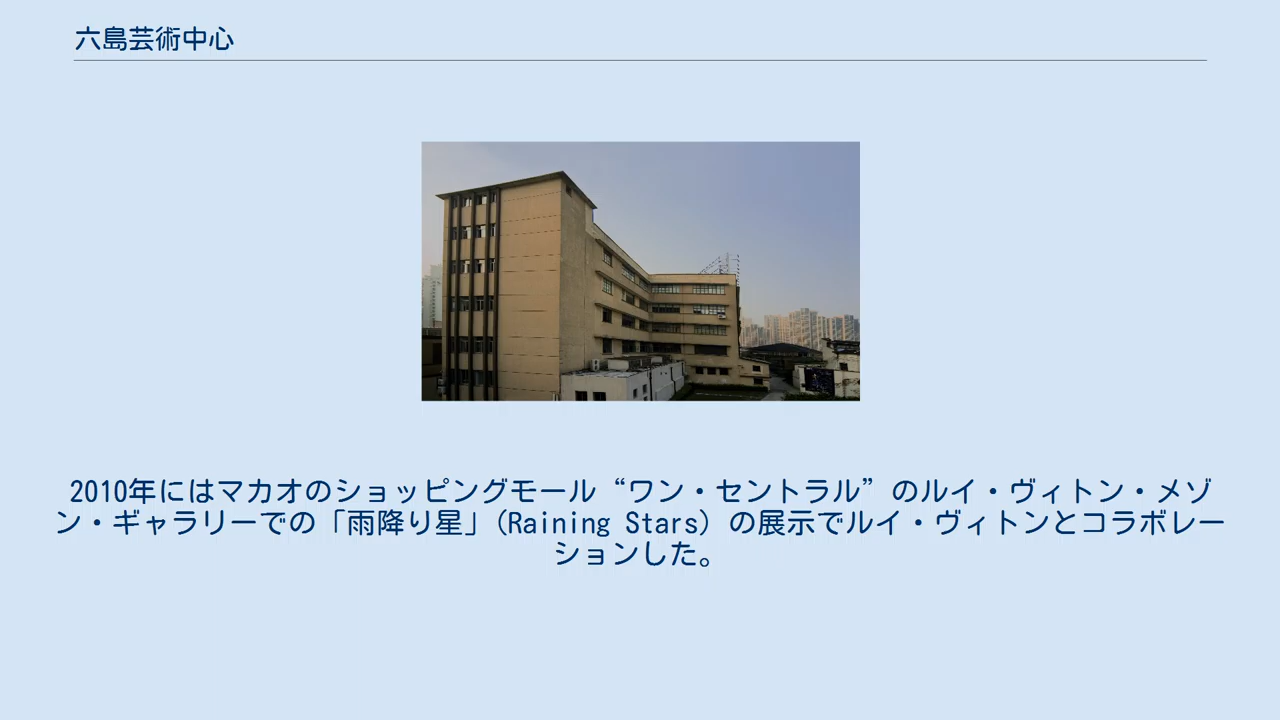 六島芸術中心
2010年にはマカオのショッピングモール“ワン・セントラル”のルイ・ヴィトン・メゾ
ン・ギャラリーでの「雨降り星」(Raining Stars) の展示でルイ・ヴィトンとコラボレー
ションした。